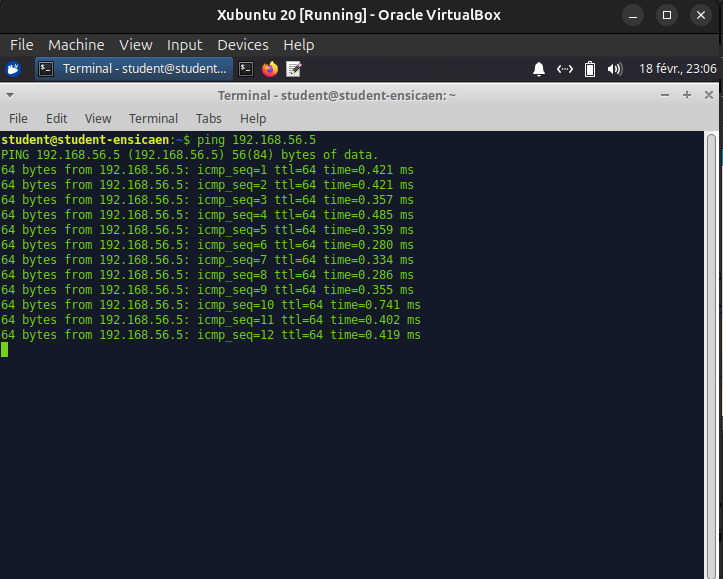 Xubuntu 20 [Running] - Oracle VirtualBox
File Machine View Input Devices Help
Terminal - student@student... 18 févr., 23:06
Terminal - student@student-ensicaen: ~
File Edit View Terminal Tabs Help
student@student-ensicaen:~$ ping 192.168.56.5
PING 192.168.56.5 (192.168.56.5) 56(84) bytes of data.
64 bytes from 192.168.56.5: icmp_seq=1 ttl=64 time=0.421 ms
64 bytes from 192.168.56.5: icmp_seq=2 ttl=64 time=0.421 ms
64 bytes from 192.168.56.5: icmp_seq=3 ttl=64 time=0.357 ms
64 bytes from 192.168.56.5: icmp_seq=4 ttl=64 time=0.485 ms
64 bytes from 192.168.56.5: icmp_seq=5 ttl=64 time=0.359 ms
64 bytes from 192.168.56.5: icmp_seq=6 ttl=64 time=0.280 ms
64 bytes from 192.168.56.5: icmp_seq=7 ttl=64 time=0.334 ms
64 bytes from 192.168.56.5: icmp_seq=8 ttl=64 time=0.286 ms
64 bytes from 192.168.56.5: icmp_seq=9 ttl=64 time=0.355 ms
64 bytes from 192.168.56.5: icmp_seq=10 ttl=64 time=0.741 ms
64 bytes from 192.168.56.5: icmp_seq=11 ttl=64 time=0.402 ms
64 bytes from 192.168.56.5: icmp_seq=12 ttl=64 time=0.419 ms